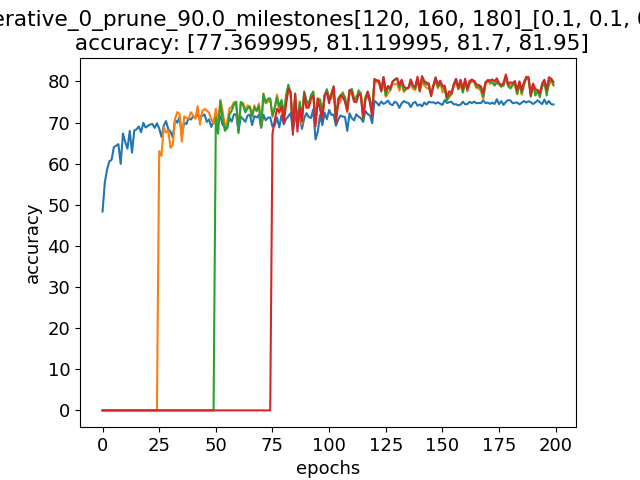 erative_0_prune_90.0_milestones[120, 160, 180]_[0.1, 0.1, 0
accuracy: [77.369995, 81.119995, 81.7, 81.95]
80
70
60
50
40
30
20
10
0
accuracy
0 25 50 75 100 125 150 175 200
epochs